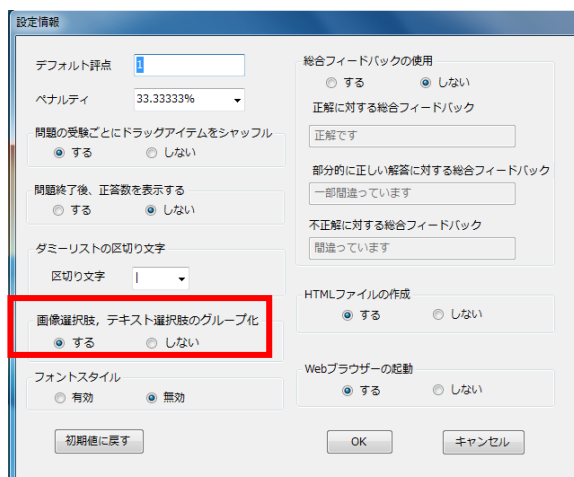 設定情報
デフォルト評点
1
ペナルティ
33.33333%
問題の受験ごとにドラッグアイテムをシャッフル
する
しない
問題終了後、正答数を表示する
する
しない
ダミーリストの区切り文字
区切り文字
|
画像選択肢，テキスト選択肢のグループ化
する
しない
フォントスタイル
有効
無効
初期値に戻す
総合フィードバックの使用
する
しない
正解に対する総合フィードバック
正解です
部分的に正しい解答に対する総合フィードバック
一部間違っています
不正解に対する総合フィードバック
間違っています
HTMLファイルの作成
する
しない
Webブラウザーの起動
する
しない
OK
キャンセル